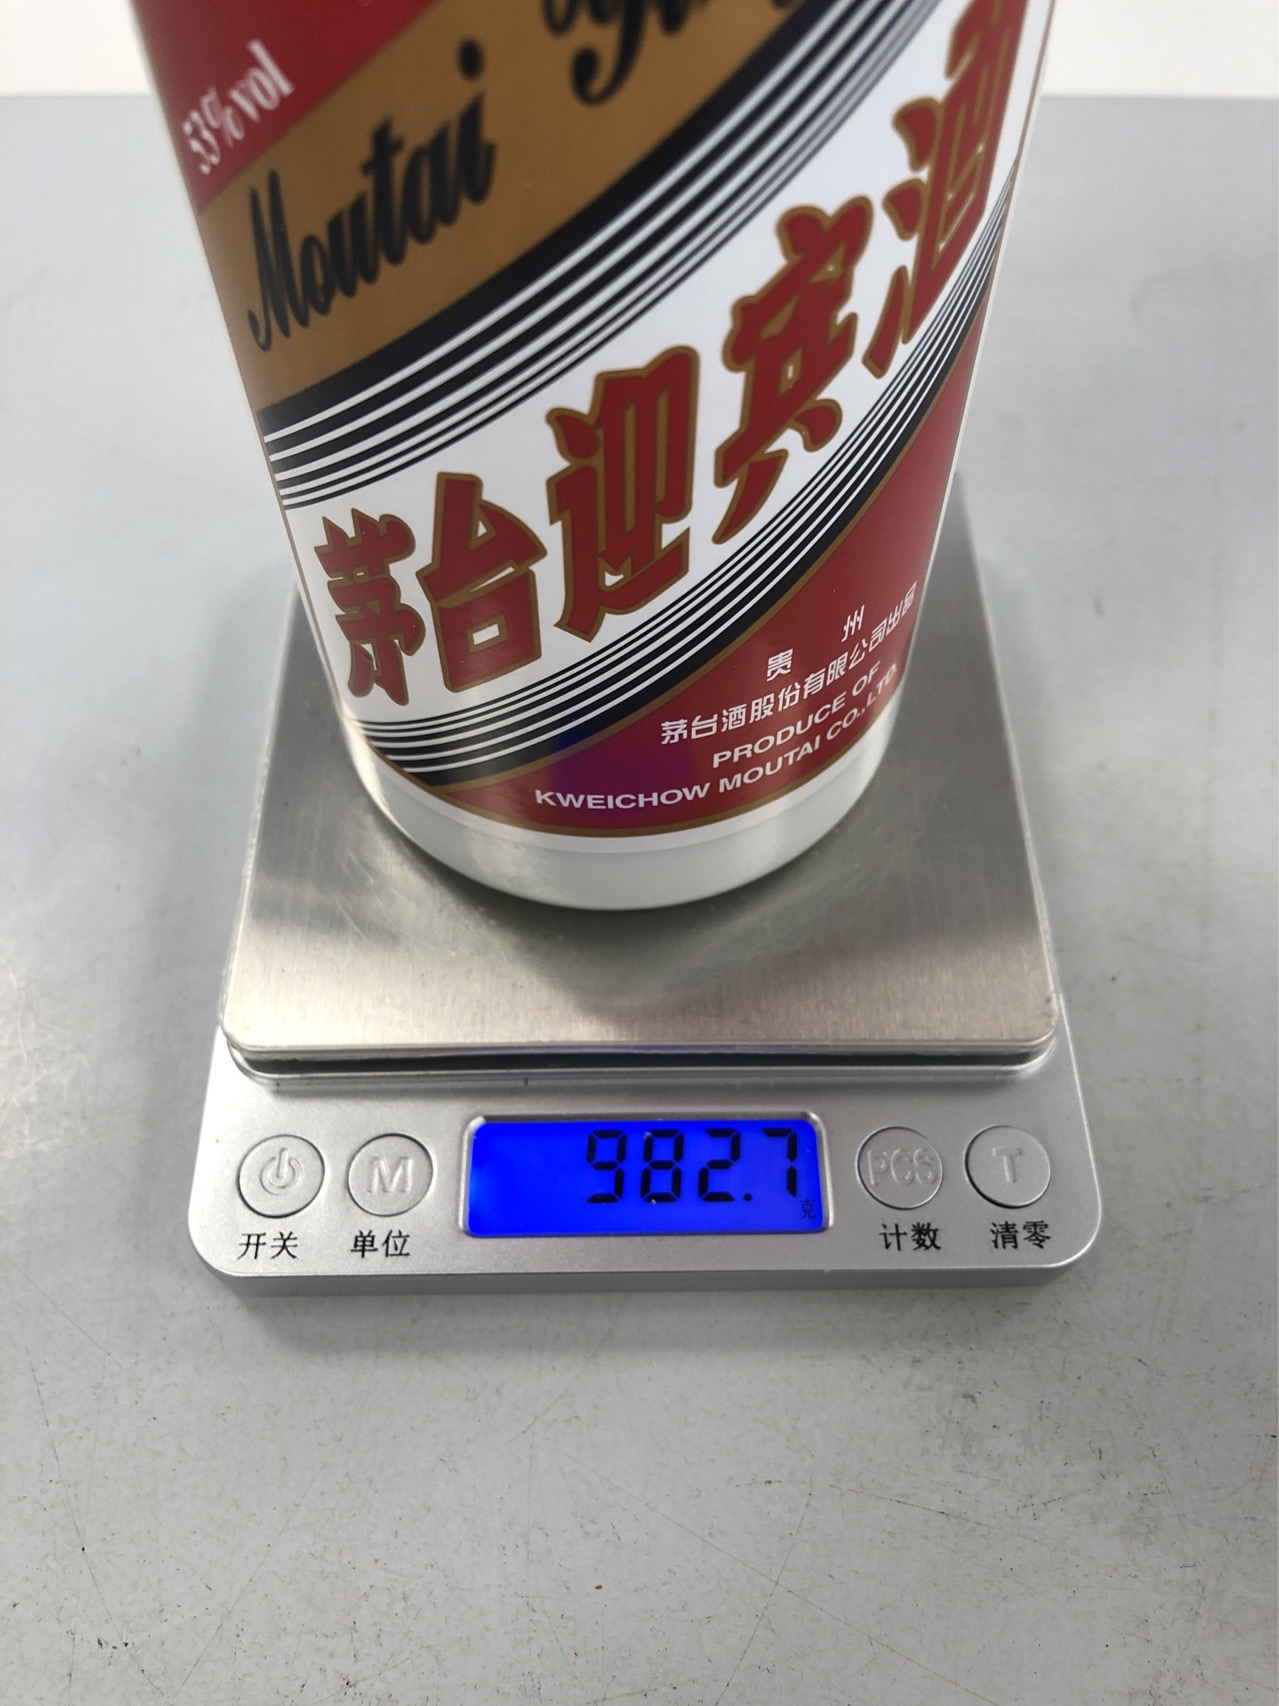 53%vol
Moutai
茅台迎宾酒
贵州
茅台酒股份有限公司出品
PRODUCE OF
KWEICHOW MOUTAI CO.,LTD.
982.7
克
M
PCS
T
开关
单位
计数
清零